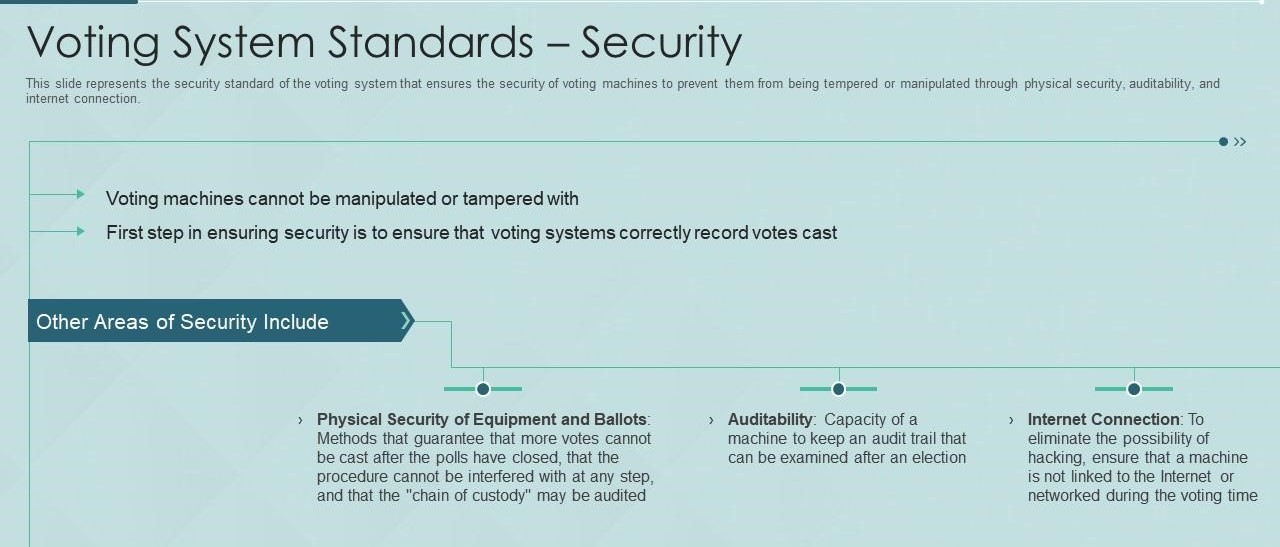 Voting System Standards – Security
This slide represents the security standard of the voting system that ensures the security of voting machines to prevent them from being tempered or manipulated through physical security, auditability, and
internet connection.
Voting machines cannot be manipulated or tampered with
First step in ensuring security is to ensure that voting systems correctly record votes cast
Other Areas of Security Include
› Physical Security of Equipment and Ballots:
Methods that guarantee that more votes cannot
be cast after the polls have closed, that the
procedure cannot be interfered with at any step,
and that the "chain of custody" may be audited
› Auditability: Capacity of a
machine to keep an audit trail that
can be examined after an election
› Internet Connection: To
eliminate the possibility of
hacking, ensure that a machine
is not linked to the Internet or
networked during the voting time